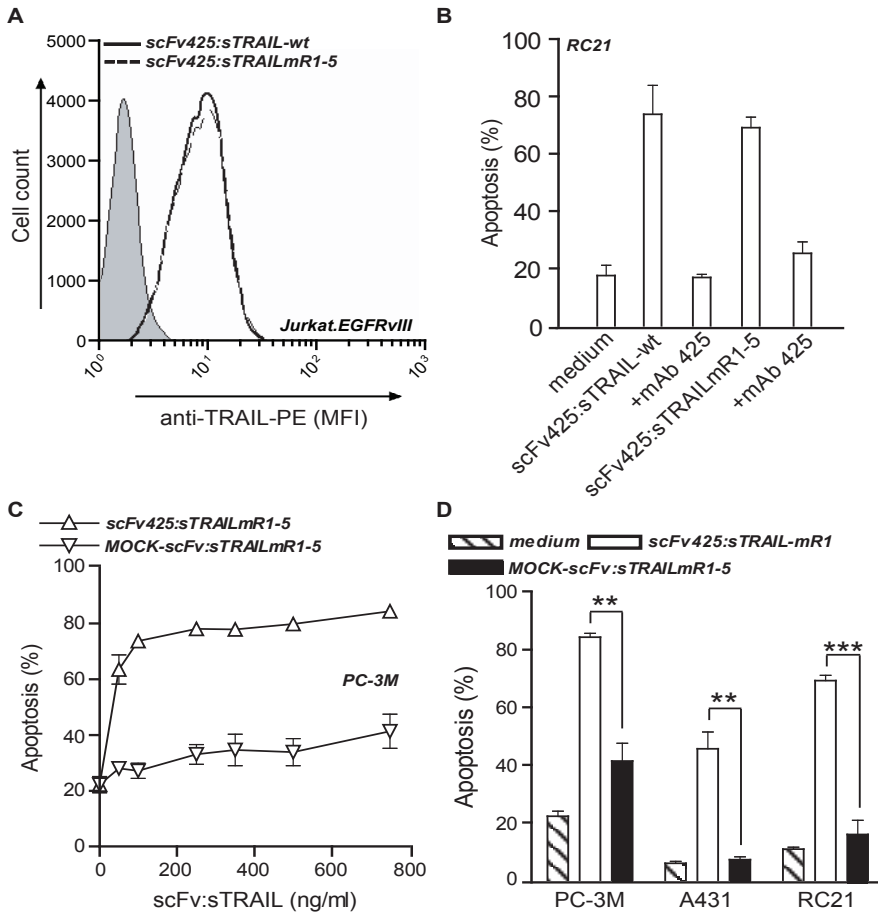 A
scFv425:sTRAIL-wt
scFv425:sTRAILmR1-5
5000
4000
3000
2000
1000
0
Cell count
Jurkat.EGFRvIII
10^0
10^1
10^2
10^3
anti-TRAIL-PE (MFI)
B
RC21
100
80
60
40
20
0
Apoptosis (%)
medium
scFv425:sTRAIL-wt
+mAb 425
scFv425:sTRAILmR1-5
+mAb 425
C
scFv425:sTRAILmR1-5
MOCK-scFv:sTRAILmR1-5
100
80
60
40
20
0
Apoptosis (%)
PC-3M
0
200
400
600
800
scFv:sTRAIL (ng/ml)
D
medium
scFv425:sTRAIL-mR1
MOCK-scFv:sTRAILmR1-5
100
80
60
40
20
0
Apoptosis (%)
**
**
***
PC-3M
A431
RC21